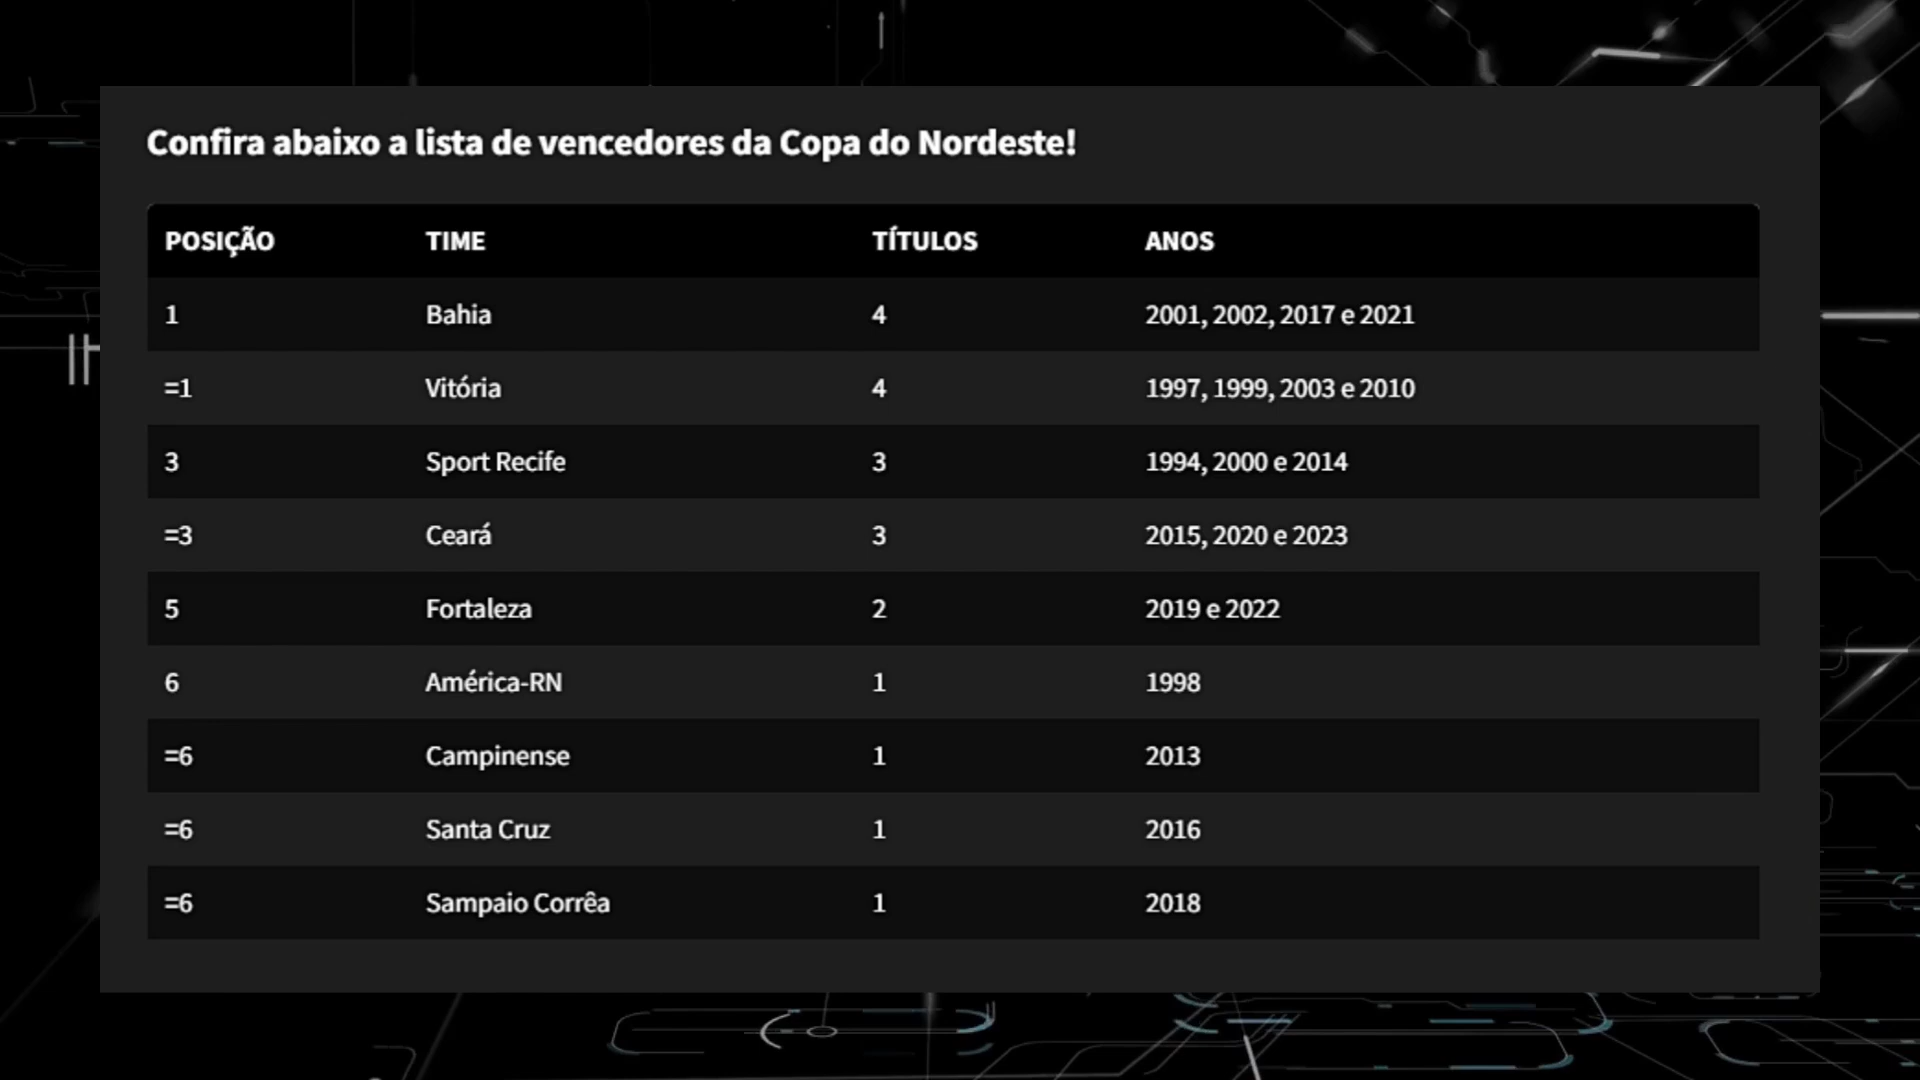 Confira abaixo a lista de vencedores da Copa do Nordeste!
POSIÇÃO TIME TÍTULOS ANOS
1 Bahia 4 2001, 2002, 2017 e 2021
=1 Vitória 4 1997, 1999, 2003 e 2010
3 Sport Recife 3 1994, 2000 e 2014
=3 Ceará 3 2015, 2020 e 2023
5 Fortaleza 2 2019 e 2022
6 América-RN 1 1998
=6 Campinense 1 2013
=6 Santa Cruz 1 2016
=6 Sampaio Corrêa 1 2018